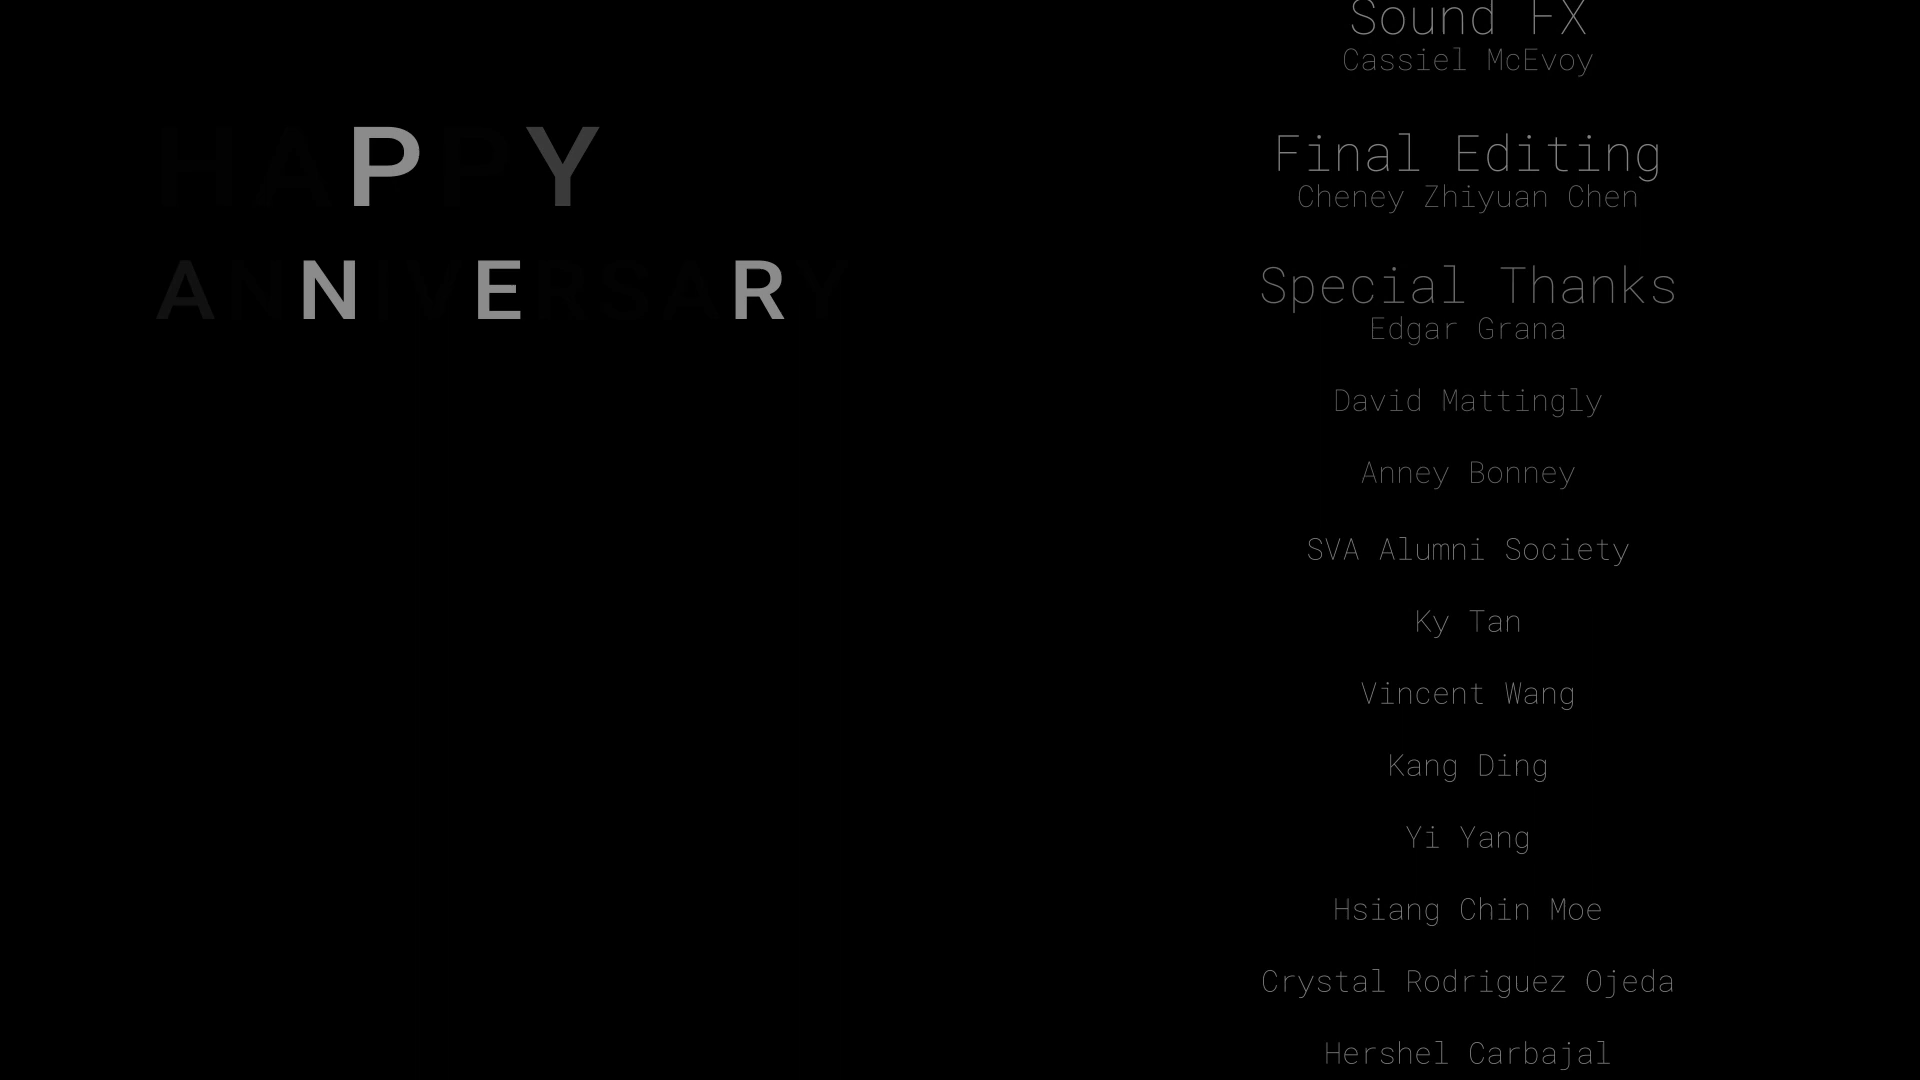 HAPPY
ANNIVERSARY
Sound FX
Cassiel McEvoy
Final Editing
Cheney Zhiyuan Chen
Special Thanks
Edgar Grana
David Mattingly
Anney Bonney
SVA Alumni Society
Ky Tan
Vincent Wang
Kang Ding
Yi Yang
Hsiang Chin Moe
Crystal Rodriguez Ojeda
Hershel Carbajal